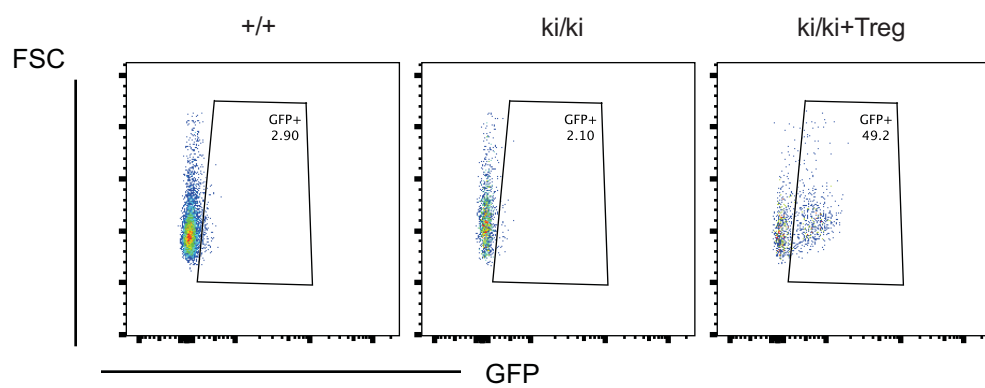 +/+
ki/ki
ki/ki+Treg
FSC
GFP+
2.90
GFP+
2.10
GFP+
49.2
GFP